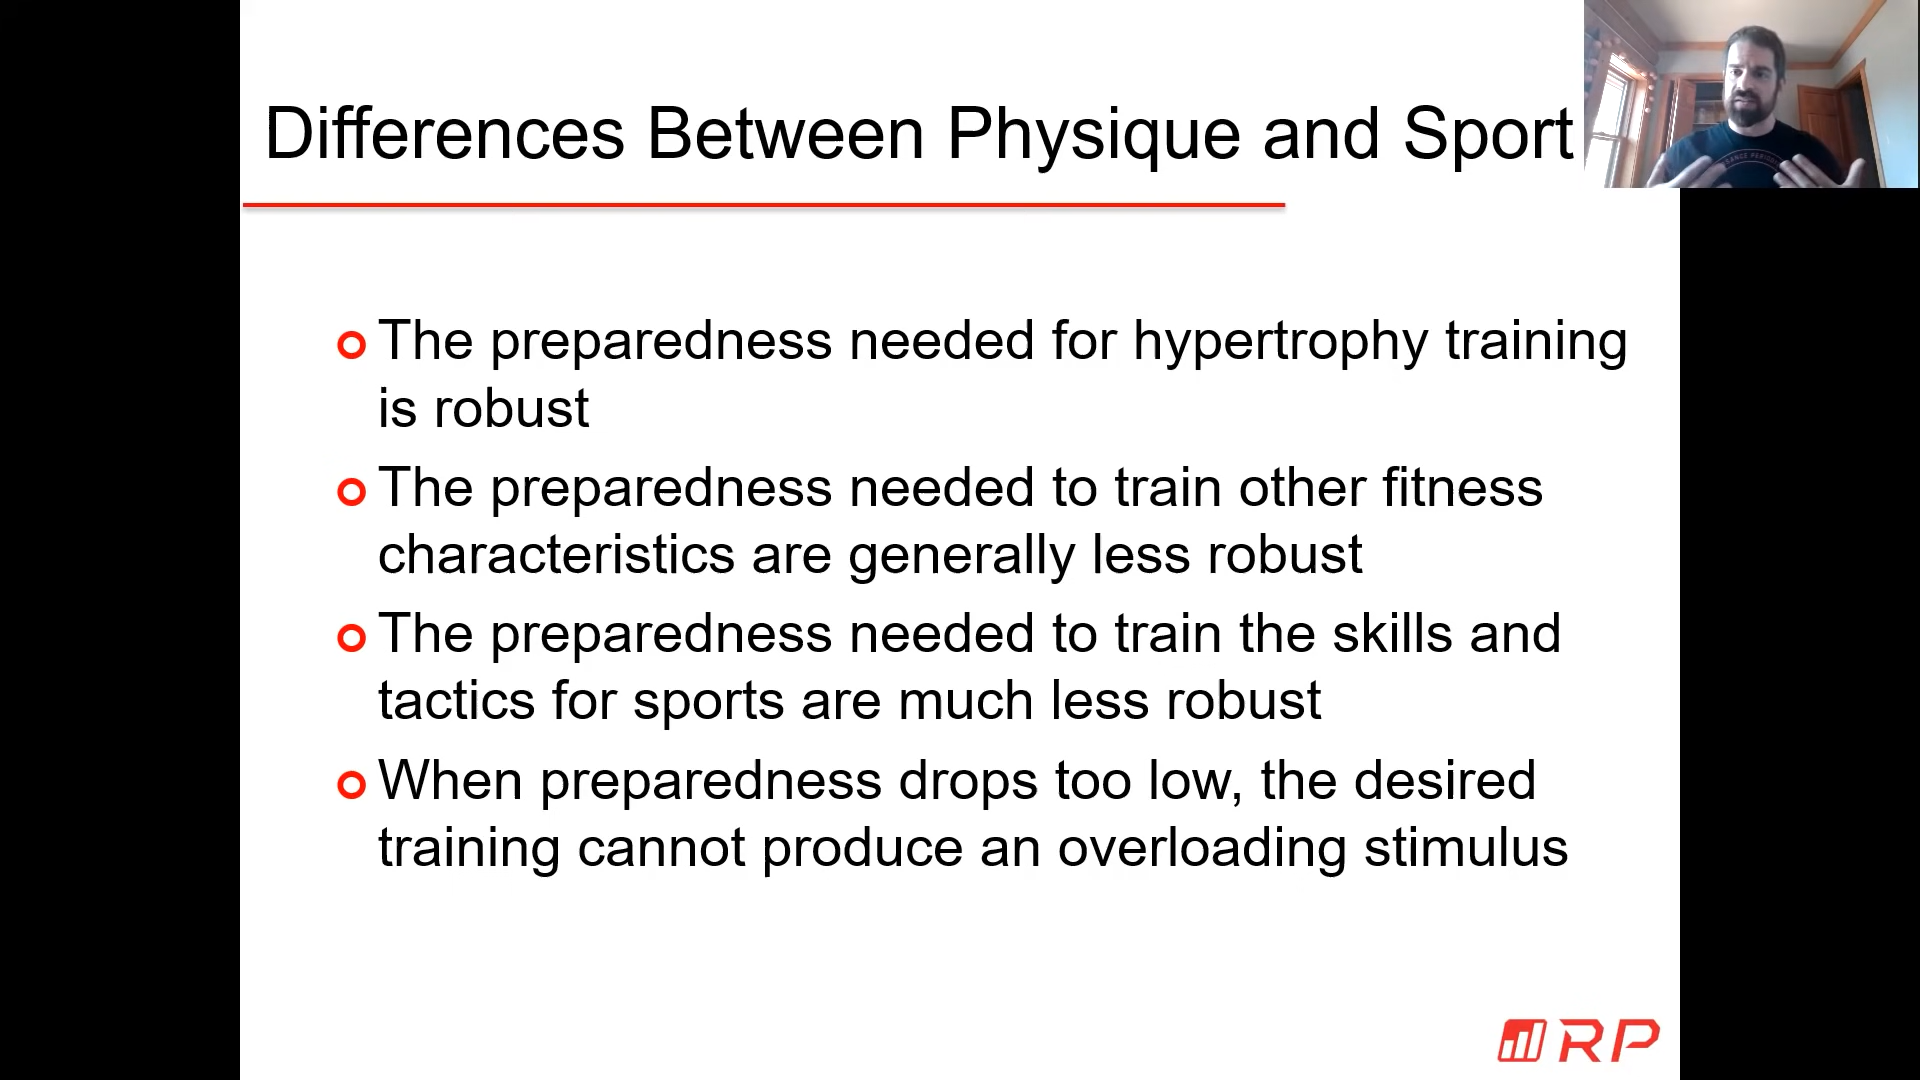 Differences Between Physique and Sport
The preparedness needed for hypertrophy training
is robust
The preparedness needed to train other fitness
characteristics are generally less robust
The preparedness needed to train the skills and
tactics for sports are much less robust
When preparedness drops too low, the desired
training cannot produce an overloading stimulus
RP